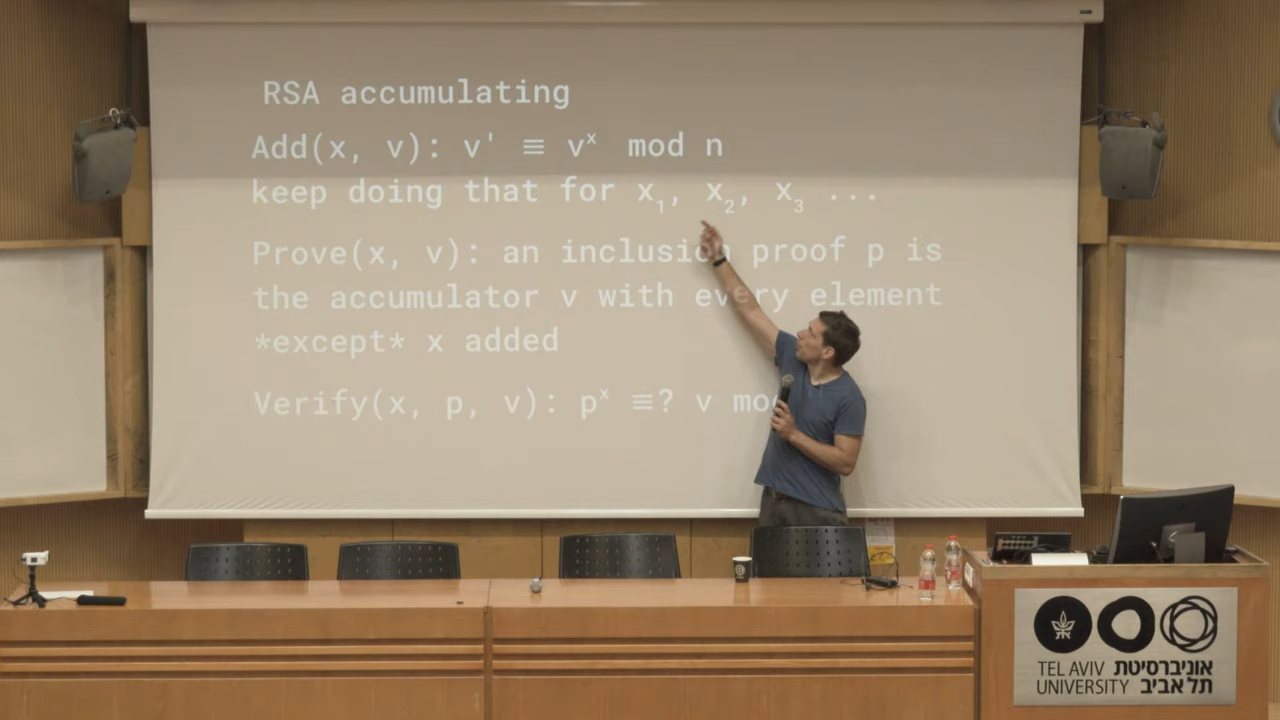 RSA accumulating
Add(x, v): v' ≡ vˣ mod n
keep doing that for x₁, x₂, x₃ ...
Prove(x, v): an inclusion proof p is
the accumulator v with every element
*except* x added
Verify(x, p, v): pˣ ≡? v mod
TEL AVIV אוניברסיטת
UNIVERSITY תל אביב